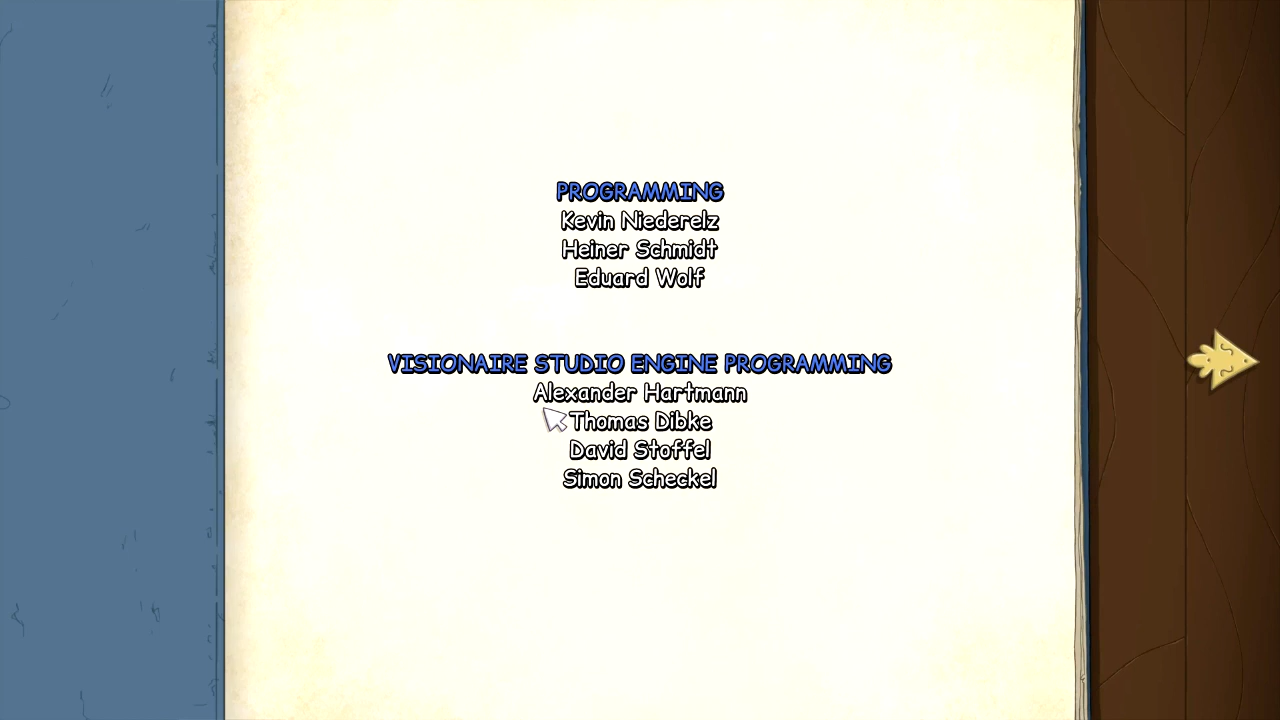 PROGRAMMING
Kevin Niederelz
Heiner Schmidt
Eduard Wolf
VISIONAIRE STUDIO ENGINE PROGRAMMING
Alexander Hartmann
Thomas Dibke
David Stoffel
Simon Scheckel